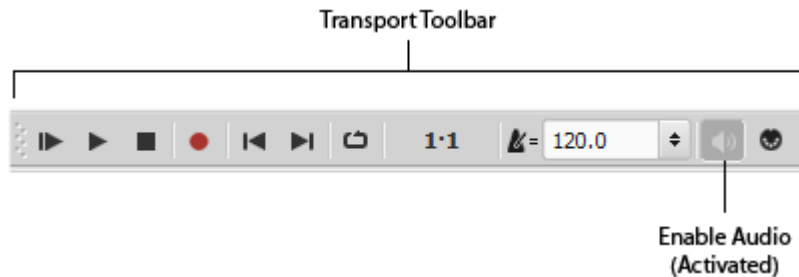 Transport Toolbar
1·1
= 120.0
Enable Audio
(Activated)